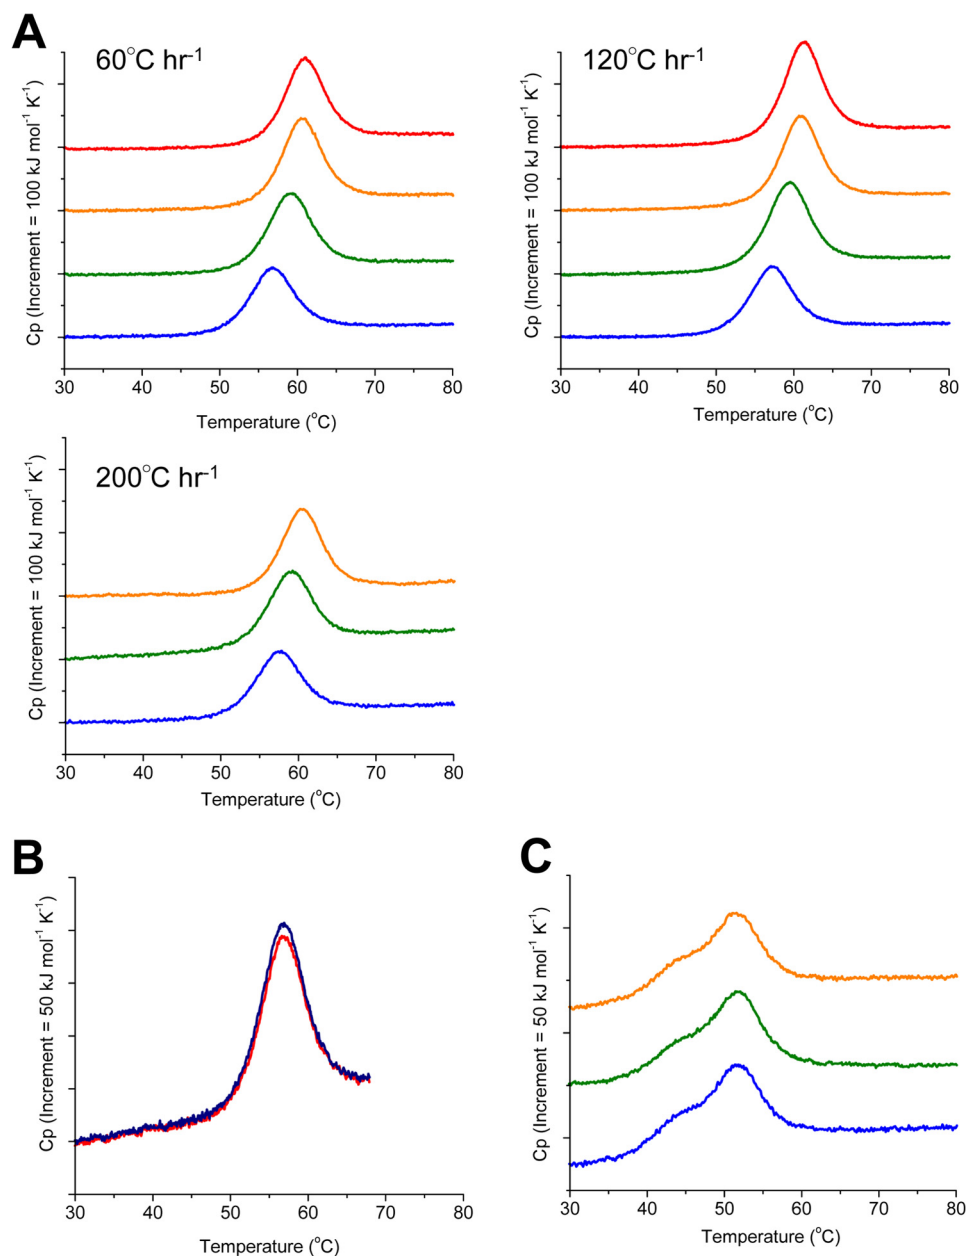 A
60°C hr⁻¹
Cp (Increment = 100 kJ mol⁻¹ K⁻¹)
30 40 50 60 70 80
Temperature (°C)
120°C hr⁻¹
Cp (Increment = 100 kJ mol⁻¹ K⁻¹)
30 40 50 60 70 80
Temperature (°C)
200°C hr⁻¹
Cp (Increment = 100 kJ mol⁻¹ K⁻¹)
30 40 50 60 70 80
Temperature (°C)
B
Cp (Increment = 50 kJ mol⁻¹ K⁻¹)
30 40 50 60 70 80
Temperature (°C)
C
Cp (Increment = 50 kJ mol⁻¹ K⁻¹)
30 40 50 60 70 80
Temperature (°C)